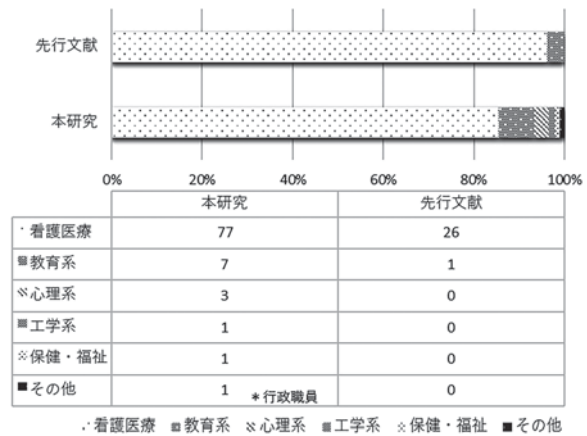 先行文献
本研究
0% 20% 40% 60% 80% 100%
本研究 先行文献
看護医療 77 26
教育系 7 1
心理系 3 0
工学系 1 0
保健・福祉 1 0
その他 1 *行政職員 0
看護医療 教育系 心理系 工学系 保健・福祉 その他